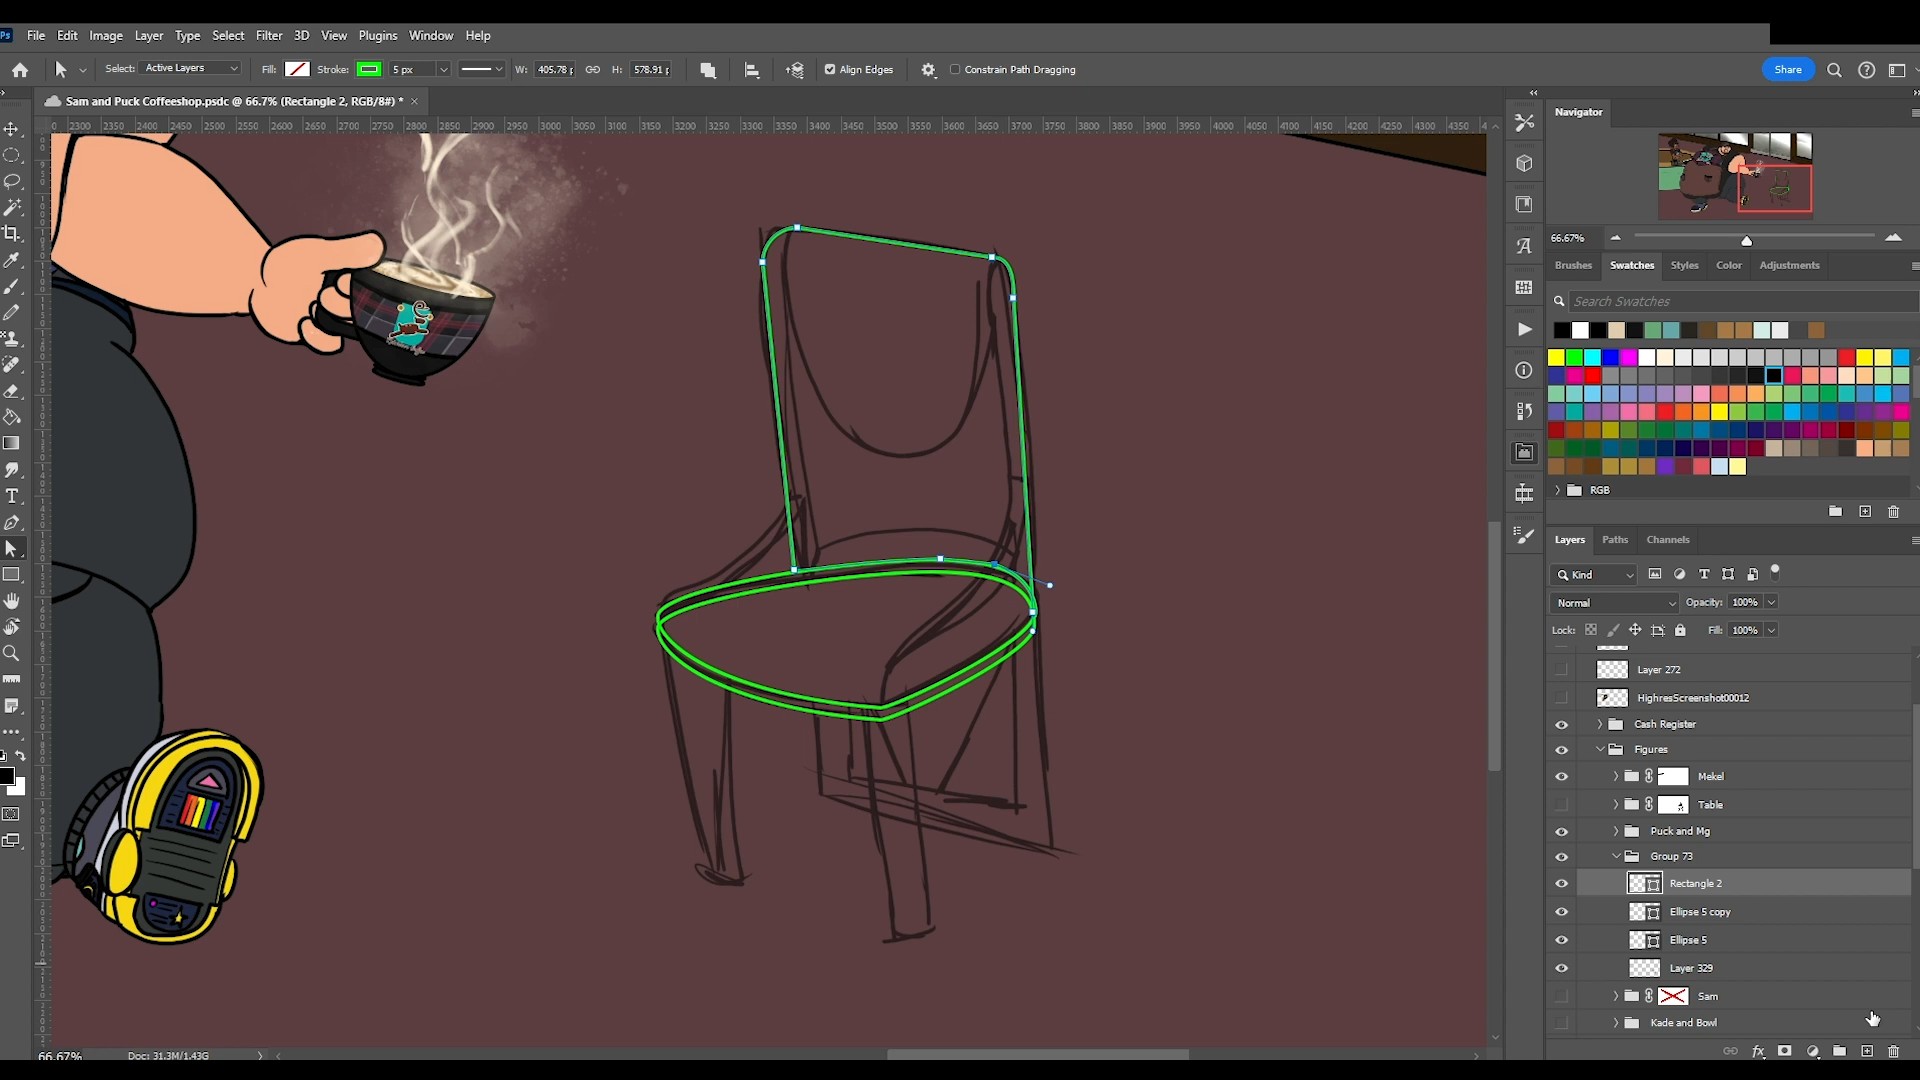 Ps File Edit Image Layer Type Select Filter 3D View Plugins Window Help
Select: Active Layers Fill: Stroke: 5 px W: 405.78 p H: 578.91 p Align Edges Constrain Path Dragging Share
Sam and Puck Coffeeshop.psdc @ 66.7% (Rectangle 2, RGB/8#) * ×
0 2300 2350 2400 2450 2500 2550 2600 2650 2700 2750 2800 2850 2900 2950 3000 3050 3100 3150 3200 3250 3300 3350 3400 3450 3500 3550 3600 3650 3700 3750 3800 3850 3900 3950 4000 4050 4100 4150 4200 4250 4300 4350 4
Navigator
66.67%
Brushes Swatches Styles Color Adjustments
Search Swatches
RGB
Layers Paths Channels
Kind
Normal Opacity: 100%
Lock: Fill: 100%
Layer 272
HighresScreenshot00012
Cash Register
Figures
Mekel
Table
Puck and Mg
Group 73
Rectangle 2
Ellipse 5 copy
Ellipse 5
Layer 329
Sam
Kade and Bowl
66.67% Doc: 31.3M/1.43G